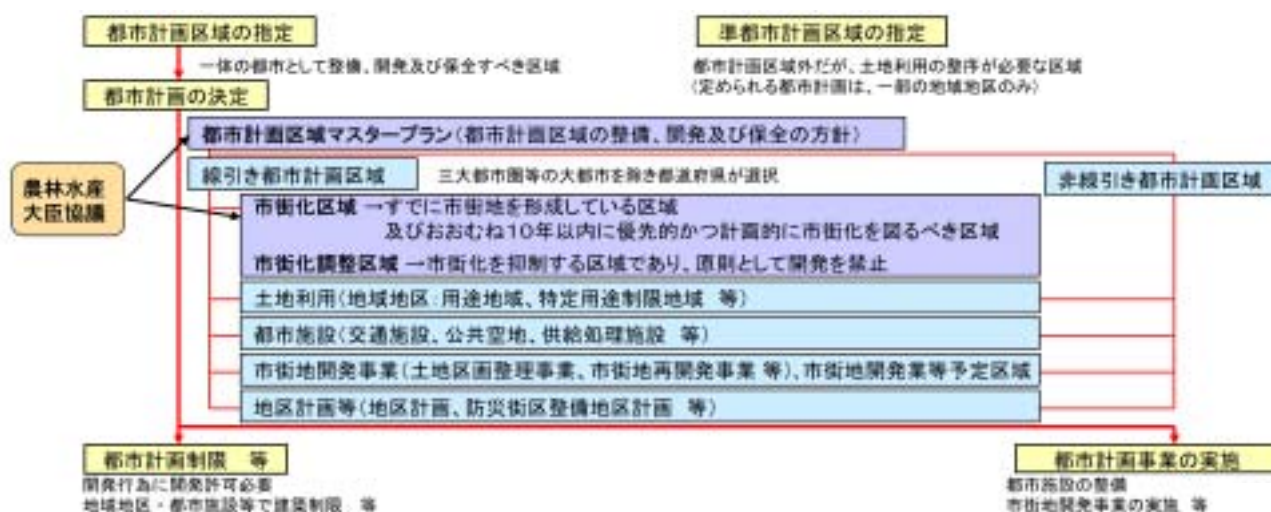 都市計画区域の指定
準都市計画区域の指定
一体の都市として整備、開発及び保全すべき区域
都市計画区域外だが、土地利用の整序が必要な区域
(定められる都市計画は、一部の地域地区のみ)
都市計画の決定
都市計画区域マスタープラン(都市計画区域の整備、開発及び保全の方針)
線引き都市計画区域
三大都市圏等の大都市を除き都道府県が選択
非線引き都市計画区域
農林水産
大臣協議
市街化区域 →すでに市街地を形成している区域
及びおおむね10年以内に優先的かつ計画的に市街化を図るべき区域
市街化調整区域 →市街化を抑制する区域であり、原則として開発を禁止
土地利用(地域地区:用途地域、特定用途制限地域 等)
都市施設(交通施設、公共空地、供給処理施設 等)
市街地開発事業(土地区画整理事業、市街地再開発事業 等)、市街地開発業等予定区域
地区計画等(地区計画、防災街区整備地区計画 等)
都市計画制限 等
都市計画事業の実施
開発行為に開発許可必要
地域地区・都市施設等で建築制限 等
都市施設の整備
市街地開発事業の実施 等